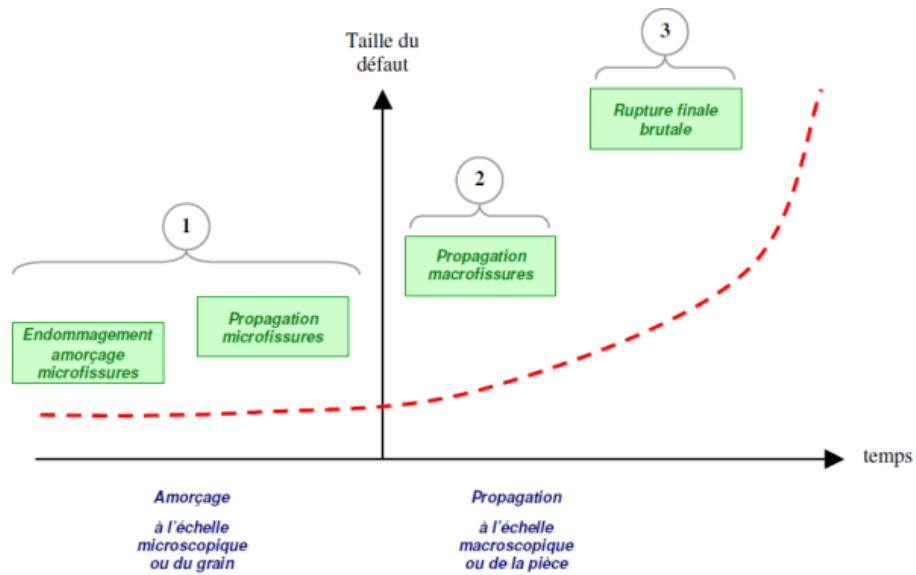 3
Taille du
défaut
Rupture finale
brutale
2
1
Propagation
macrofissures
Propagation
microfissures
Endommagement
amorçage
microfissures
temps
Amorçage
à l'échelle
microscopique
ou du grain
Propagation
à l'échelle
macroscopique
ou de la pièce